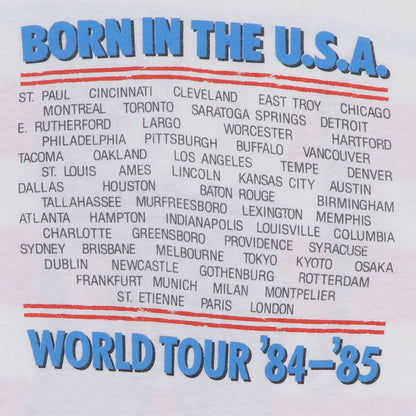 BORN IN THE U.S.A.
ST. PAUL CINCINNATI CLEVELAND EAST TROY CHICAGO
MONTREAL TORONTO SARATOGA SPRINGS DETROIT
E. RUTHERFORD LARGO WORCESTER HARTFORD
PHILADELPHIA PITTSBURGH BUFFALO VANCOUVER
TACOMA OAKLAND LOS ANGELES TEMPE DENVER
ST. LOUIS AMES LINCOLN KANSAS CITY AUSTIN
DALLAS HOUSTON BATON ROUGE BIRMINGHAM
TALLAHASSEE MURFREESBORO LEXINGTON MEMPHIS
ATLANTA HAMPTON INDIANAPOLIS LOUISVILLE COLUMBIA
CHARLOTTE GREENSBORO PROVIDENCE SYRACUSE
SYDNEY BRISBANE MELBOURNE TOKYO KYOTO OSAKA
DUBLIN NEWCASTLE GOTHENBURG ROTTERDAM
FRANKFURT MUNICH MILAN MONTPELIER
ST. ETIENNE PARIS LONDON
WORLD TOUR '84–'85